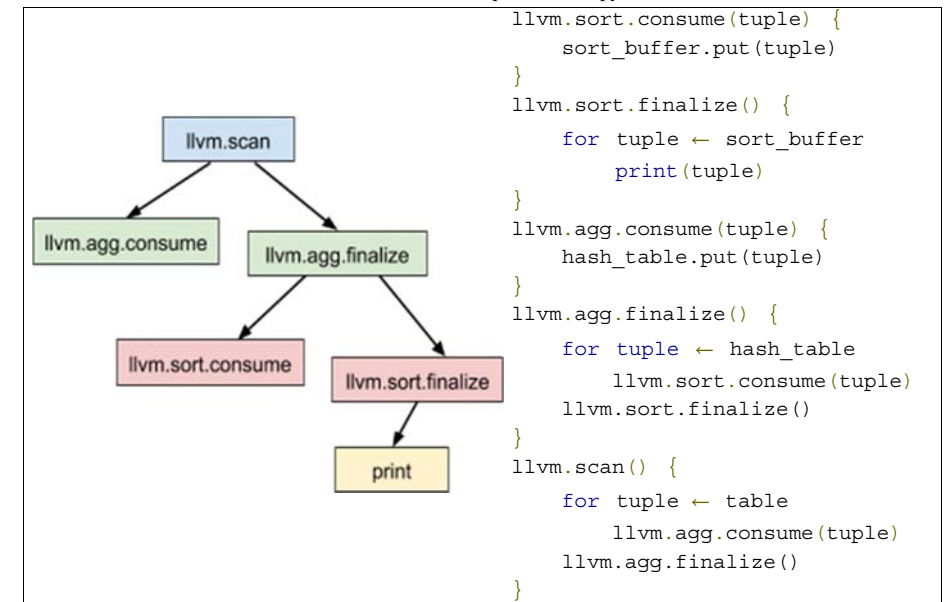 llvm.scan
llvm.agg.consume
llvm.agg.finalize
llvm.sort.consume
llvm.sort.finalize
print
llvm.sort.consume(tuple) {
    sort_buffer.put(tuple)
}
llvm.sort.finalize() {
    for tuple ← sort_buffer
        print(tuple)
}
llvm.agg.consume(tuple) {
    hash_table.put(tuple)
}
llvm.agg.finalize() {
    for tuple ← hash_table
        llvm.sort.consume(tuple)
    llvm.sort.finalize()
}
llvm.scan() {
    for tuple ← table
        llvm.agg.consume(tuple)
    llvm.agg.finalize()
}